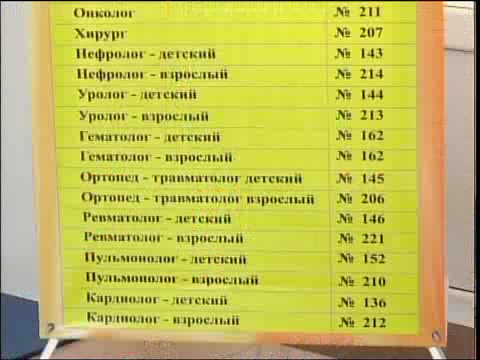 Онколог № 211
Хирург № 207
Нефролог - детский № 143
Нефролог - взрослый № 214
Уролог - детский № 144
Уролог - взрослый № 213
Гематолог - детский № 162
Гематолог - взрослый № 162
Ортопед - травматолог детский № 145
Ортопед - травматолог взрослый № 206
Ревматолог - детский № 146
Ревматолог - взрослый № 221
Пульмонолог - детский № 152
Пульмонолог - взрослый № 210
Кардиолог - детский № 136
Кардиолог - взрослый № 212